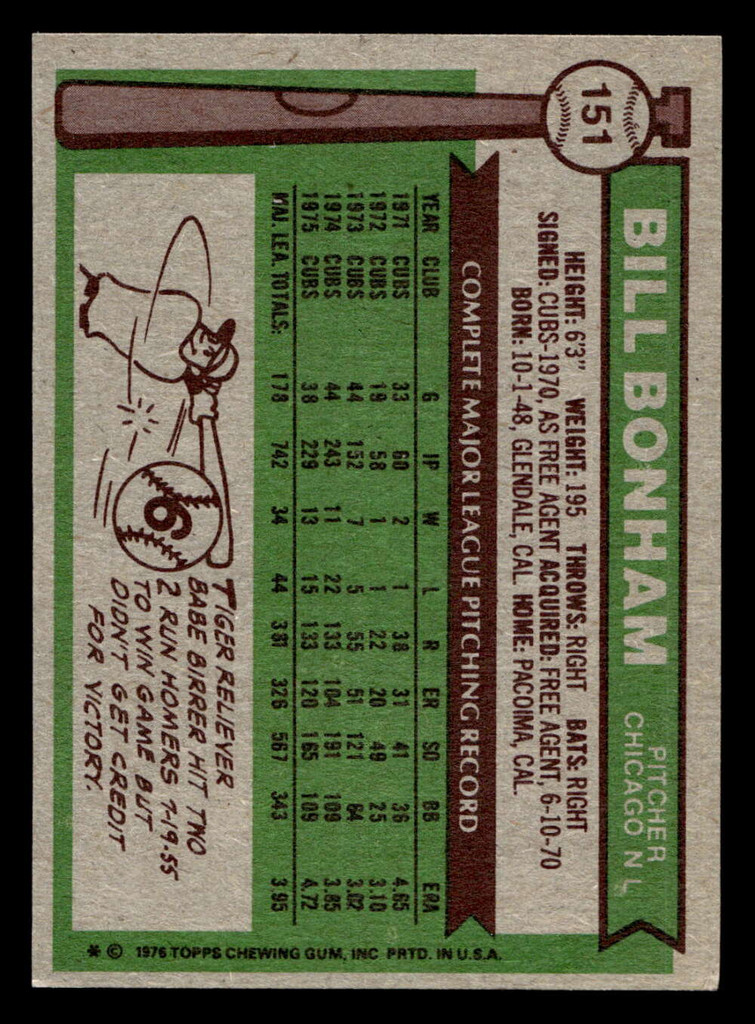 151
BILL BONHAM
PITCHER
CHICAGO N L
HEIGHT: 6'3" WEIGHT: 195 THROWS: RIGHT BATS: RIGHT
SIGNED: CUBS-1970, AS FREE AGENT ACQUIRED: FREE AGENT, 6-10-70
BORN: 10-1-48, GLENDALE, CAL. HOME: PACOIMA, CAL.
COMPLETE MAJOR LEAGUE PITCHING RECORD
YEAR CLUB G IP W L R ER SO BB ERA
1971 CUBS 33 60 2 1 38 31 41 36 4.65
1972 CUBS 19 58 1 1 22 20 49 25 3.10
1973 CUBS 44 152 7 5 55 51 121 64 3.02
1974 CUBS 44 243 11 22 133 104 191 109 3.85
1975 CUBS 38 229 13 15 133 120 165 109 4.72
MAJ. LEA. TOTALS: 178 742 34 44 381 326 567 343 3.95
6
TIGER RELIEVER
BABE BIRRER HIT TWO
2 RUN HOMERS 7-19-55
TO WIN GAME BUT
DIDN'T GET CREDIT
FOR VICTORY.
* © 1976 TOPPS CHEWING GUM, INC PRTD. IN U.S.A.